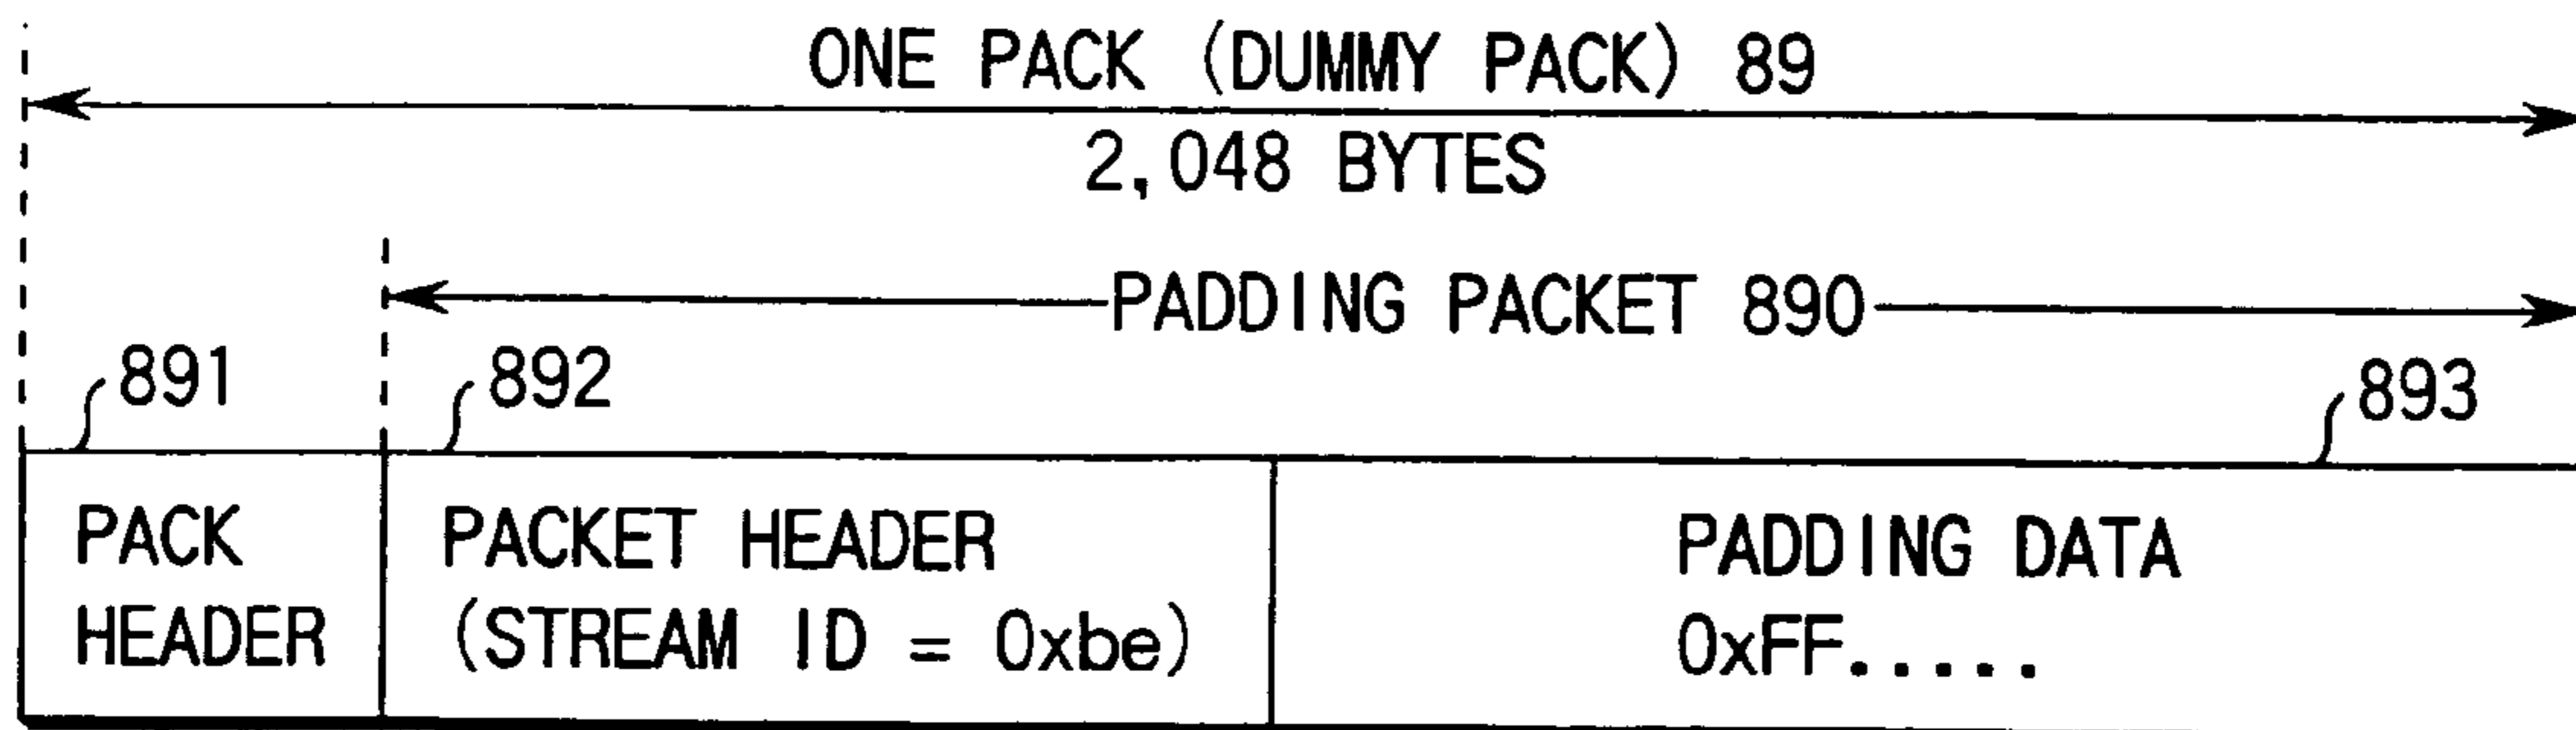 ONE PACK (DUMMY PACK) 89
2,048 BYTES
PADDING PACKET 890
891
892
893
PACK
HEADER
PACKET HEADER
(STREAM ID = 0xbe)
PADDING DATA
0xFF.....